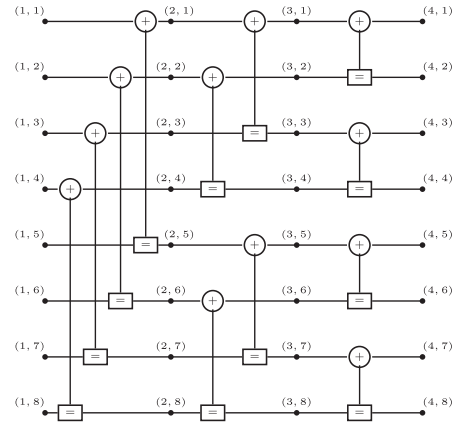 (1, 1) + (2, 1) + (3, 1) + (4, 1)
(1, 2) + (2, 2) + (3, 2) = (4, 2)
(1, 3) + (2, 3) = (3, 3) + (4, 3)
(1, 4) + (2, 4) = (3, 4) = (4, 4)
(1, 5) = (2, 5) + (3, 5) + (4, 5)
(1, 6) = (2, 6) + (3, 6) = (4, 6)
(1, 7) = (2, 7) = (3, 7) + (4, 7)
(1, 8) = (2, 8) = (3, 8) = (4, 8)